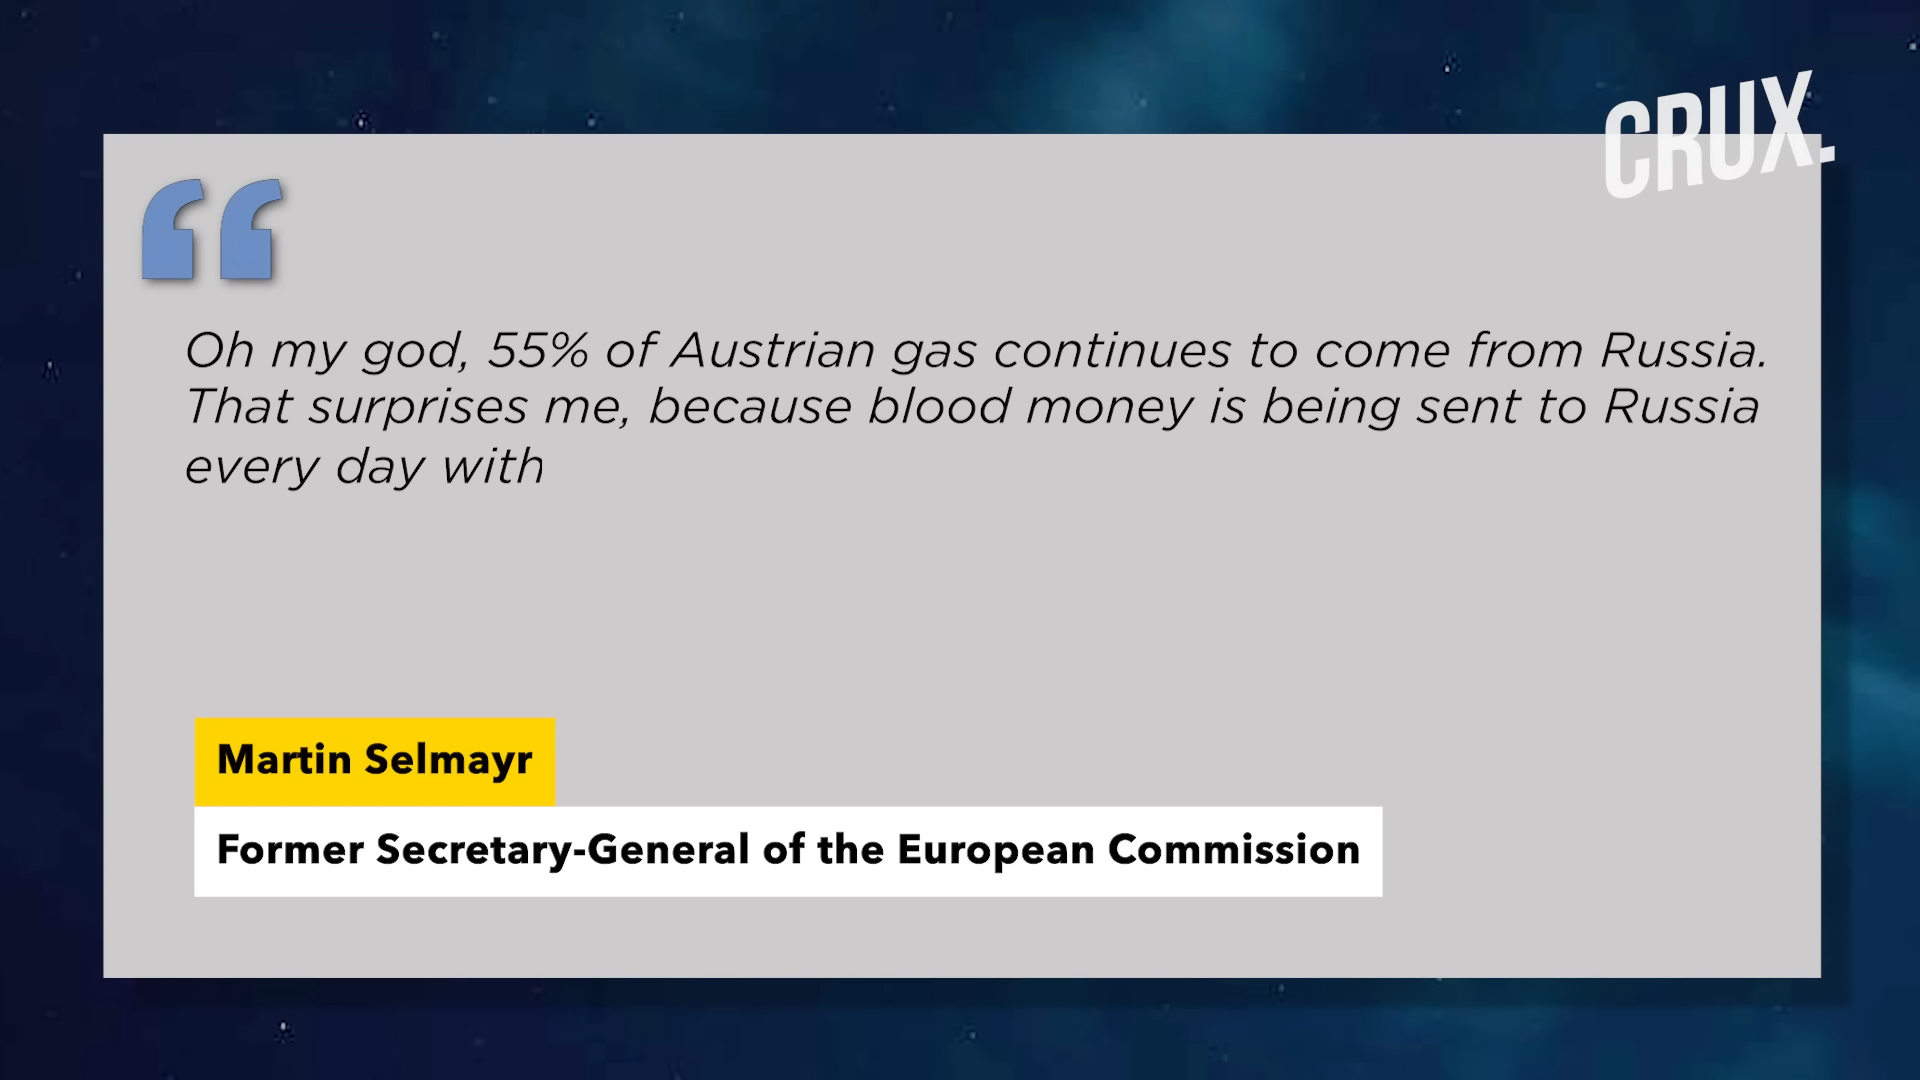 CRUX.
“
Oh my god, 55% of Austrian gas continues to come from Russia.
That surprises me, because blood money is being sent to Russia
every day with
Martin Selmayr
Former Secretary-General of the European Commission